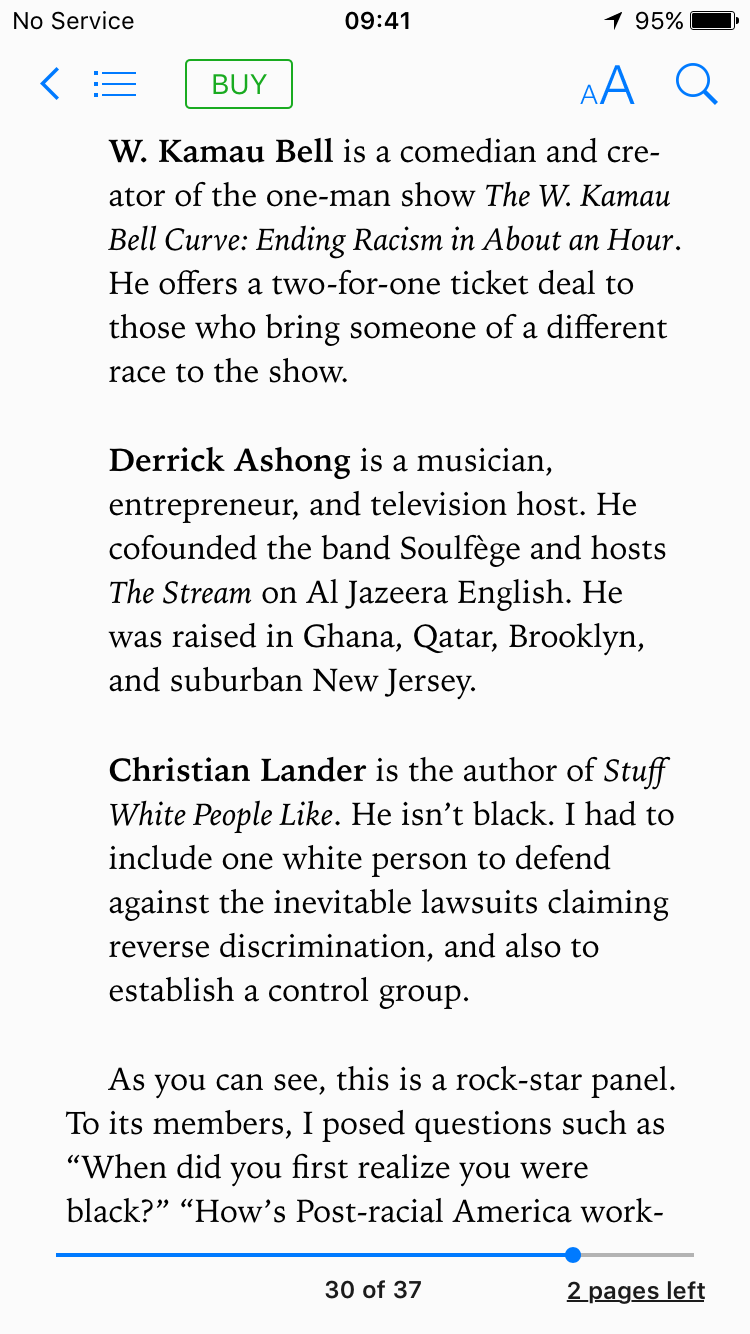 No Service 09:41 95%
BUY AA
W. Kamau Bell is a comedian and cre-
ator of the one-man show The W. Kamau
Bell Curve: Ending Racism in About an Hour.
He offers a two-for-one ticket deal to
those who bring someone of a different
race to the show.
Derrick Ashong is a musician,
entrepreneur, and television host. He
cofounded the band Soulfège and hosts
The Stream on Al Jazeera English. He
was raised in Ghana, Qatar, Brooklyn,
and suburban New Jersey.
Christian Lander is the author of Stuff
White People Like. He isn’t black. I had to
include one white person to defend
against the inevitable lawsuits claiming
reverse discrimination, and also to
establish a control group.
As you can see, this is a rock-star panel.
To its members, I posed questions such as
“When did you first realize you were
black?” “How’s Post-racial America work-
30 of 37 2 pages left